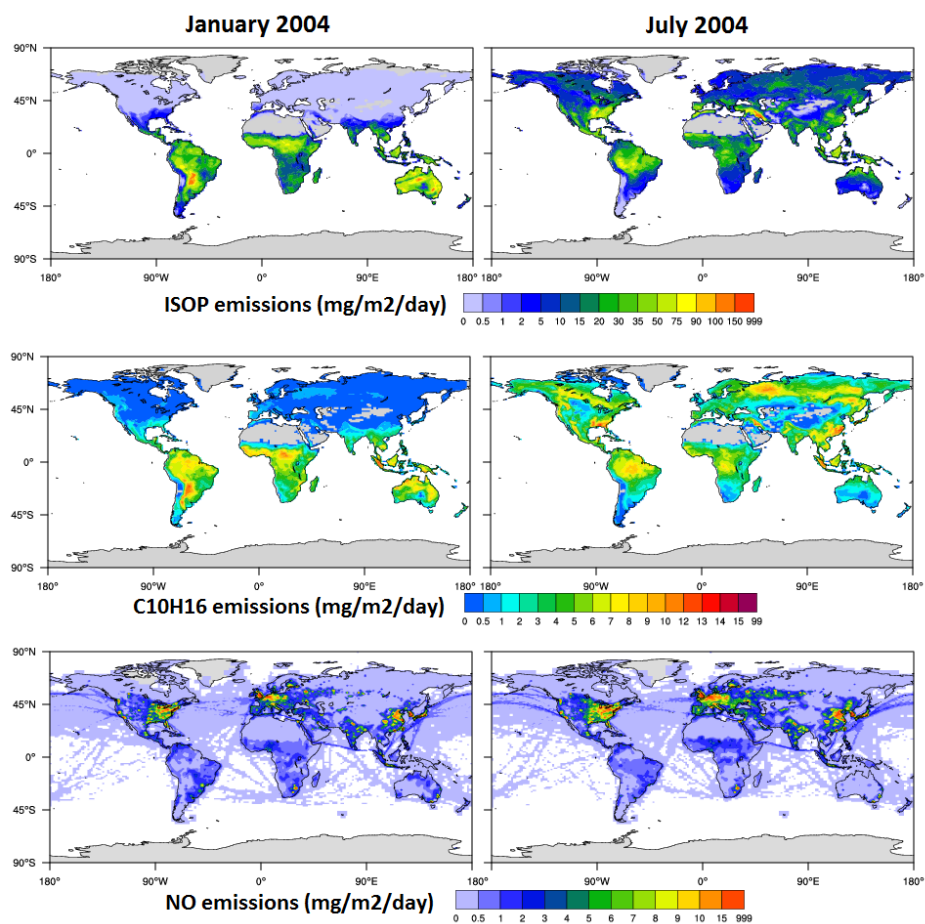 January 2004 July 2004
90°N
45°N
0°
45°S
90°S
180° 90°W 0° 90°E 180° 90°W 0° 90°E 180°
ISOP emissions (mg/m2/day)
0 0.5 1 2 5 10 15 20 30 35 50 75 90 100 150 999
90°N
45°N
0°
45°S
90°S
180° 90°W 0° 90°E 180° 90°W 0° 90°E 180°
C10H16 emissions (mg/m2/day)
0 0.5 1 2 3 4 5 6 7 8 9 10 12 13 14 15 99
90°N
45°N
0°
45°S
90°S
180° 90°W 0° 90°E 180° 90°W 0° 90°E 180°
NO emissions (mg/m2/day)
0 0.5 1 2 3 4 5 6 7 8 9 10 15 999